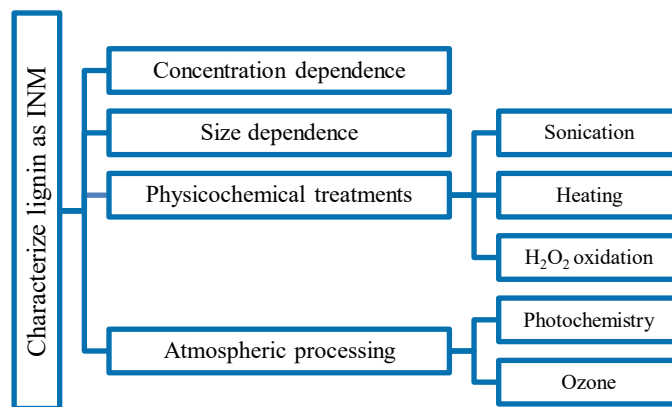 Characterize lignin as INM
Concentration dependence
Size dependence
Physicochemical treatments
Sonication
Heating
H₂O₂ oxidation
Atmospheric processing
Photochemistry
Ozone